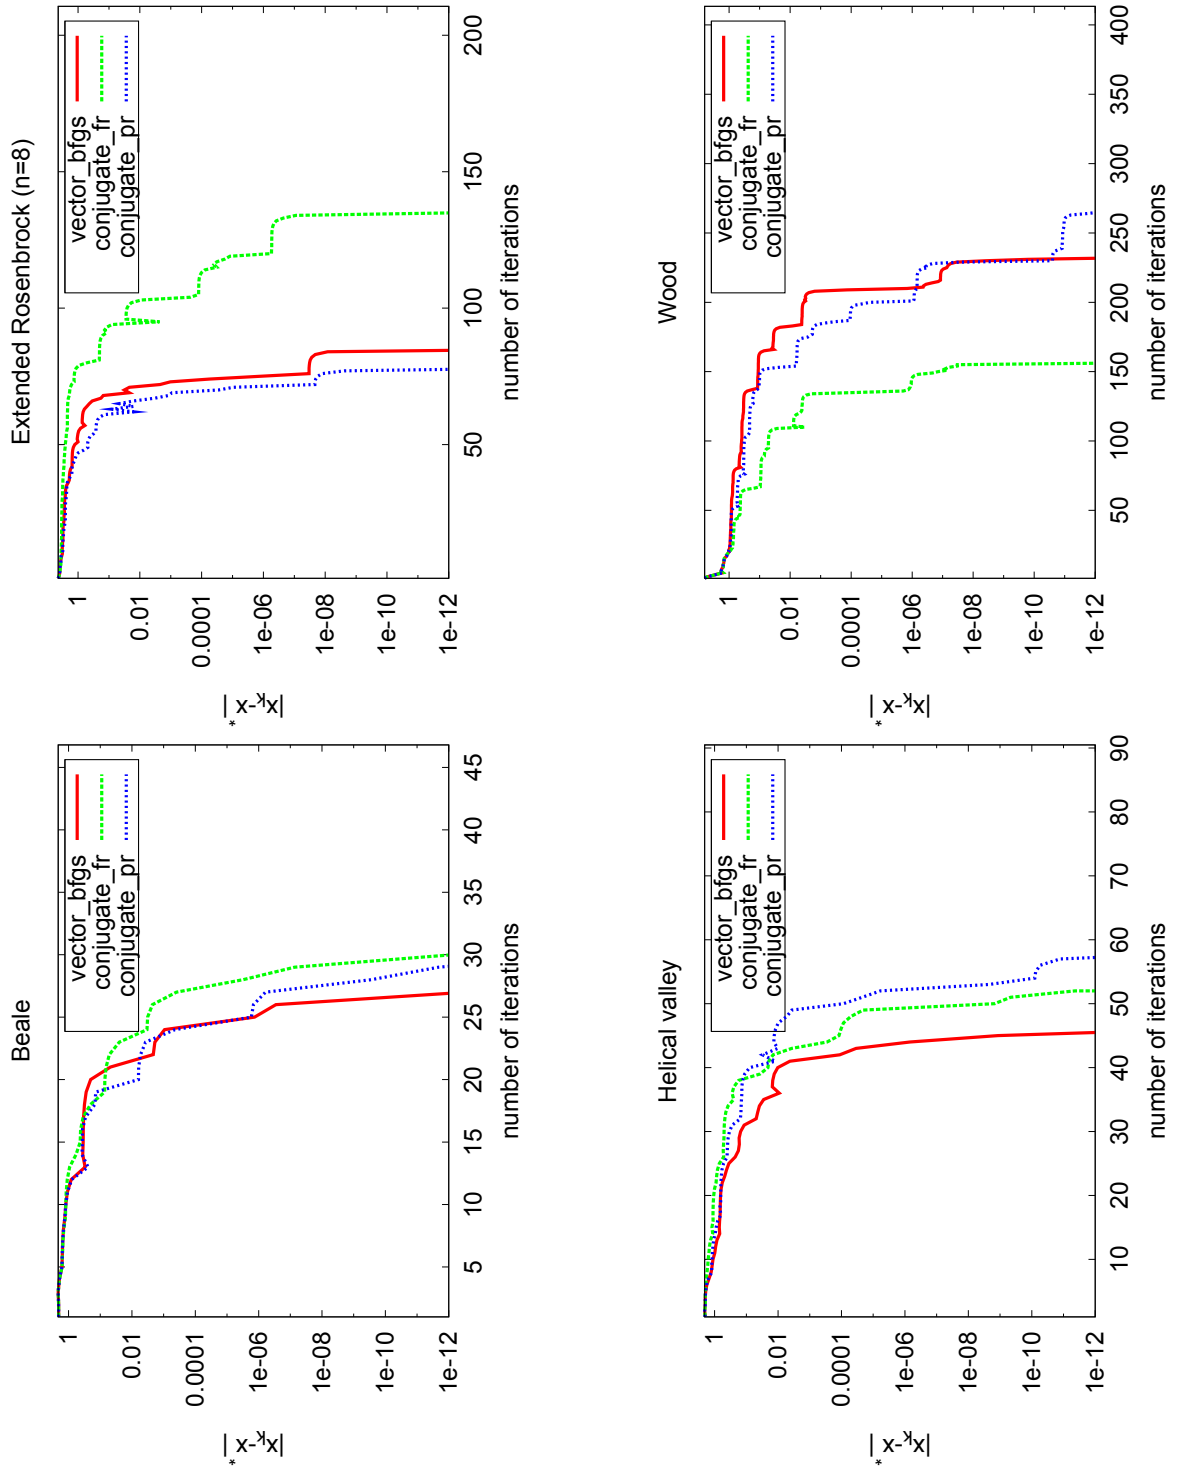 Beale
|x_k-x_*|
1
0.01
0.0001
1e-06
1e-08
1e-10
1e-12
5
10
15
20
25
30
35
40
45
number of iterations
vector_bfgs
conjugate_fr
conjugate_pr
Extended Rosenbrock (n=8)
|x_k-x_*|
1
0.01
0.0001
1e-06
1e-08
1e-10
1e-12
50
100
150
200
number of iterations
vector_bfgs
conjugate_fr
conjugate_pr
Helical valley
|x_k-x_*|
1
0.01
0.0001
1e-06
1e-08
1e-10
1e-12
10
20
30
40
50
60
70
80
90
number of iterations
vector_bfgs
conjugate_fr
conjugate_pr
Wood
|x_k-x_*|
1
0.01
0.0001
1e-06
1e-08
1e-10
1e-12
50
100
150
200
250
300
350
400
number of iterations
vector_bfgs
conjugate_fr
conjugate_pr